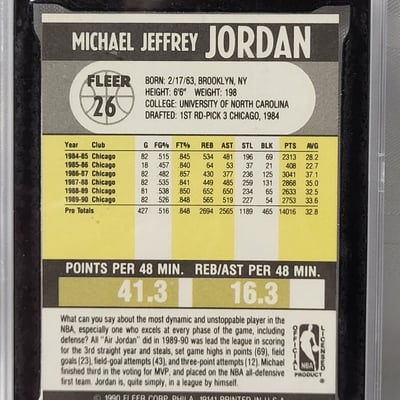 MICHAEL JEFFREY JORDAN
FLEER
26
BORN: 2/17/63, BROOKLYN, NY
HEIGHT: 6'6" WEIGHT: 198
COLLEGE: UNIVERSITY OF NORTH CAROLINA
DRAFTED: 1ST RD-PICK 3 CHICAGO, 1984
Year Club G FG% FT% REB AST STL BLK PTS AVG
1984-85 Chicago 82 .515 .845 534 481 196 69 2313 28.2
1985-86 Chicago 18 .457 .840 64 53 37 21 408 22.7
1986-87 Chicago 82 .482 .857 430 377 236 125 3041 37.1
1987-88 Chicago 82 .535 .841 449 485 259 131 2868 35.0
1988-89 Chicago 81 .538 .850 652 650 234 65 2633 32.5
1989-90 Chicago 82 .526 .848 565 519 227 54 2753 33.6
Pro Totals 427 .516 .848 2694 2565 1189 465 14016 32.8
POINTS PER 48 MIN. REB/AST PER 48 MIN.
41.3 16.3
What can you say about the most dynamic and unstoppable player in the
NBA, especially one who excels at every phase of the game, including
defense? All "Air Jordan" did in 1989-90 was lead the league in scoring
for the 3rd straight year and steals, set game highs in points (69), field
goals (23), field-goal attempts (43), and three-point attempts (12). Michael
finished third in the voting for MVP, and placed on the NBA all-defensive
first team. Jordan is, quite simply, in a league by himself.
OFFICIAL LICENSED
NBA
PRODUCT
© 1990 FLEER CORP. PHILA. 19141 PRINTED IN U S A